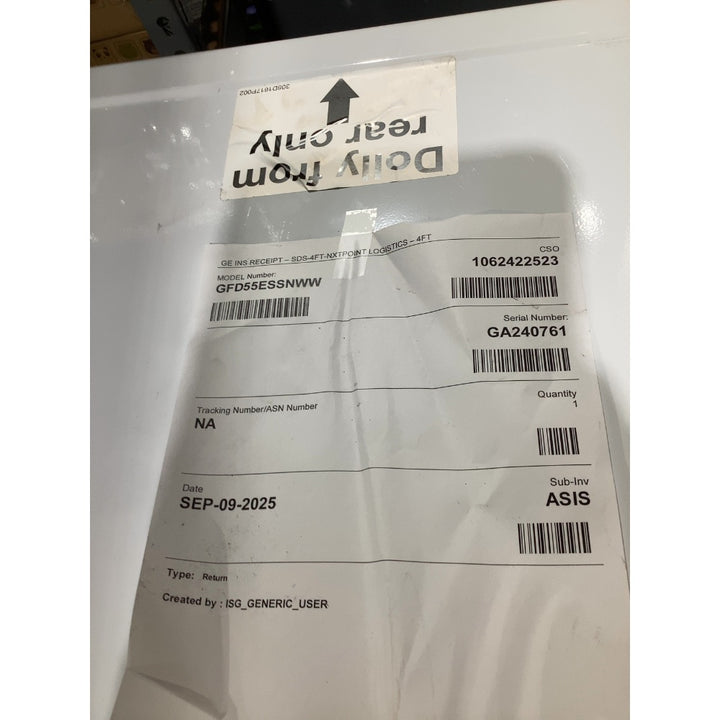 308D1617P002
Dolly from
rear only
GE INS RECEIPT – SDS-4FT-NXTPOINT LOGISTICS – 4FT
MODEL Number:
GFD55ESSNWW
CSO
1062422523
Serial Number:
GA240761
Tracking Number/ASN Number
NA
Quantity
1
Date
SEP-09-2025
Sub-Inv
ASIS
Type: Return
Created by : ISG_GENERIC_USER